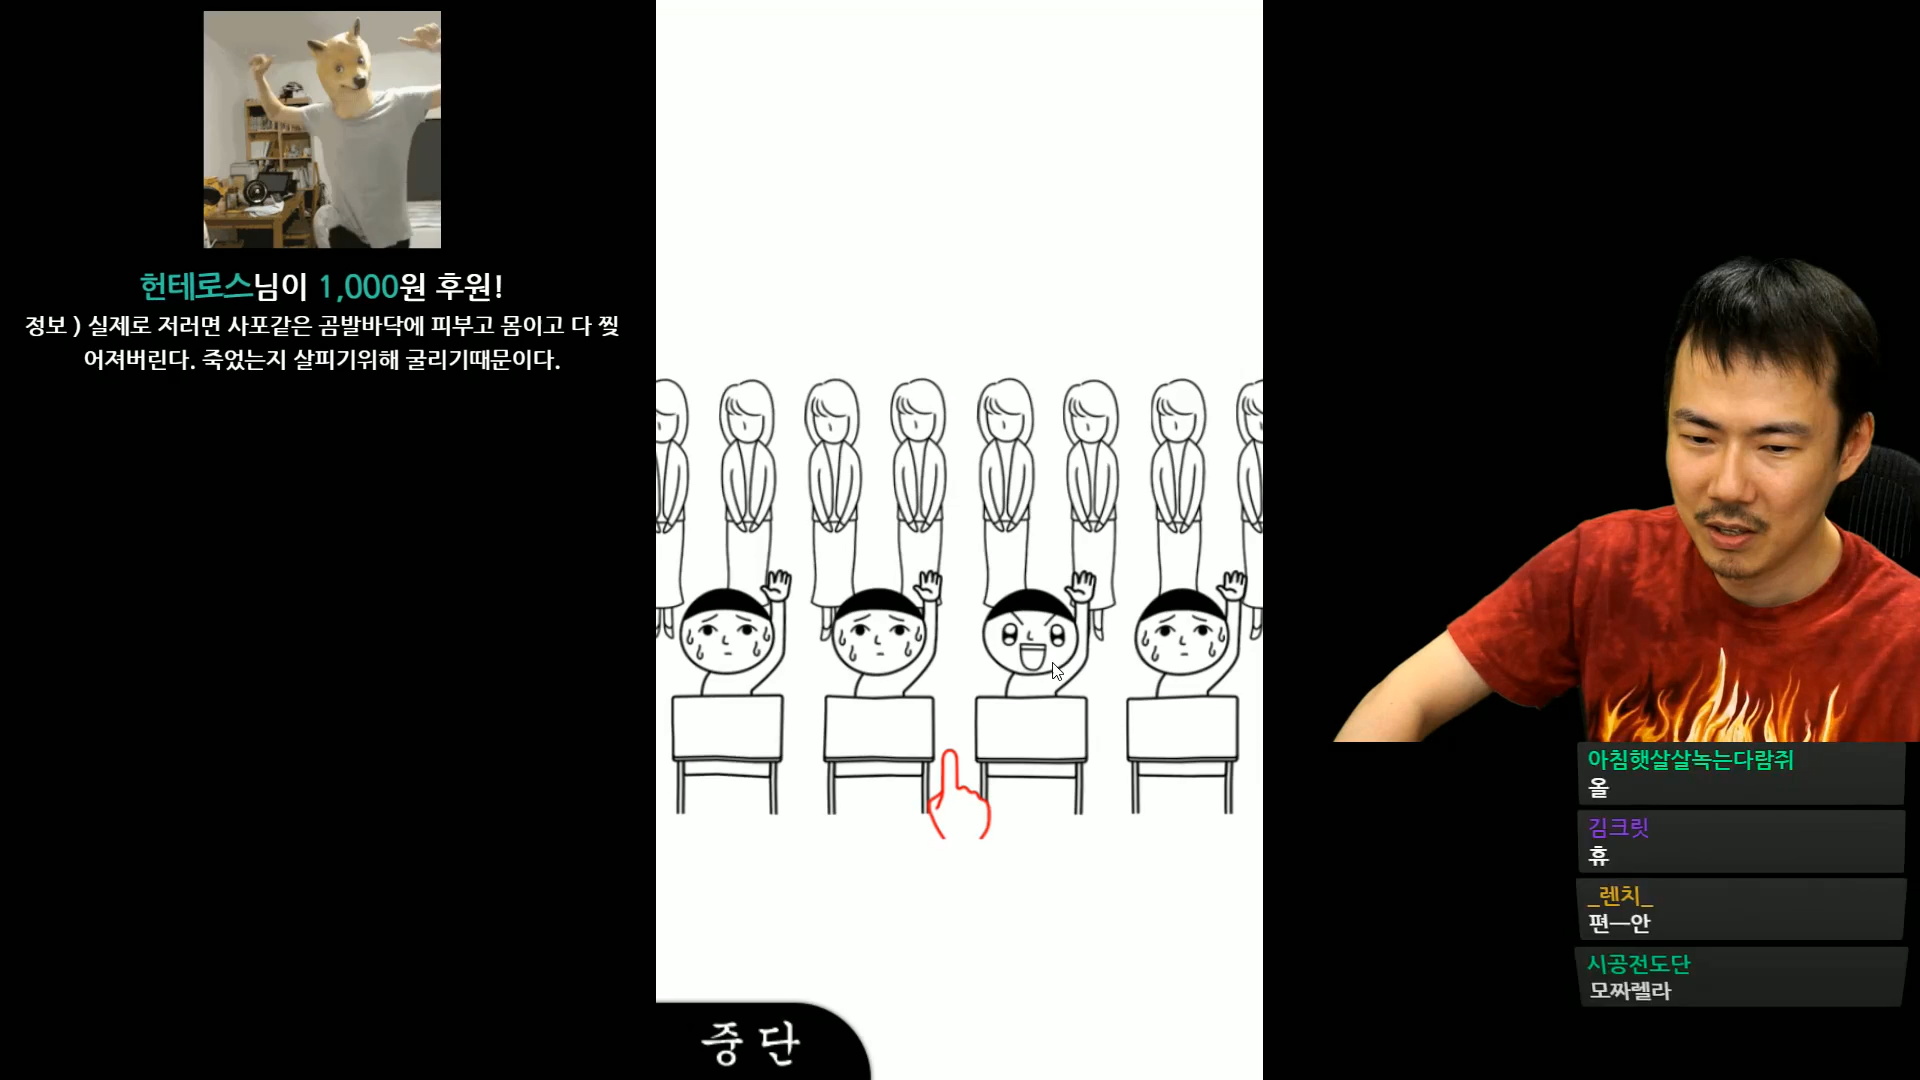 헌테로스님이 1,000원 후원!
정보 ) 실제로 저러면 사포같은 곰발바닥에 피부고 몸이고 다 찢
어져버린다. 죽었는지 살피기위해 굴리기때문이다.
아침햇살살녹는다람쥐
올
김크릿
휴
_렌치_
편—안
시공전도단
모짜렐라
중단